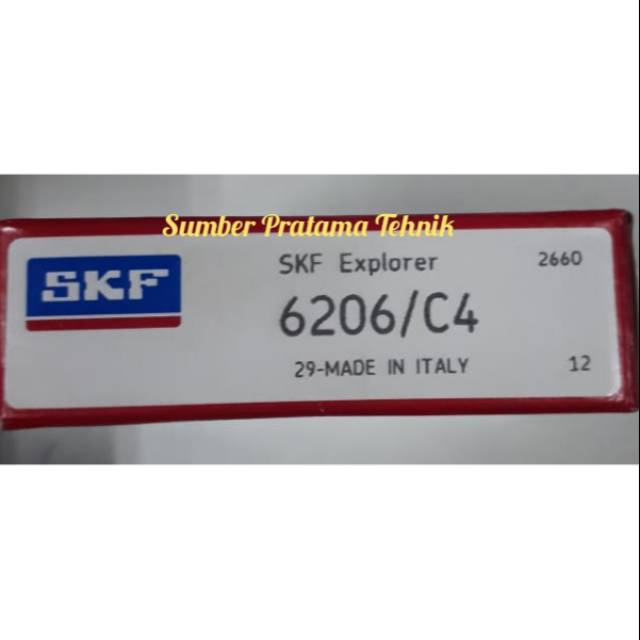 Sumber Pratama Tehnik
SKF
SKF Explorer
2660
6206/C4
29-MADE IN ITALY
12